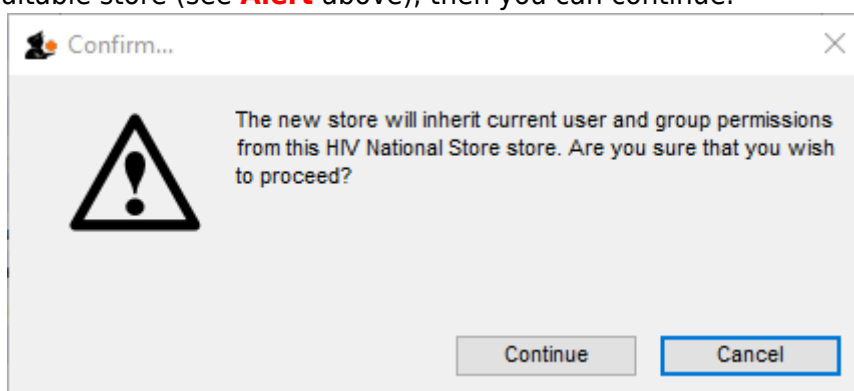 uitable store (see Alert above), then you can continue.
Confirm...
The new store will inherit current user and group permissions
from this HIV National Store store. Are you sure that you wish
to proceed?
Continue
Cancel